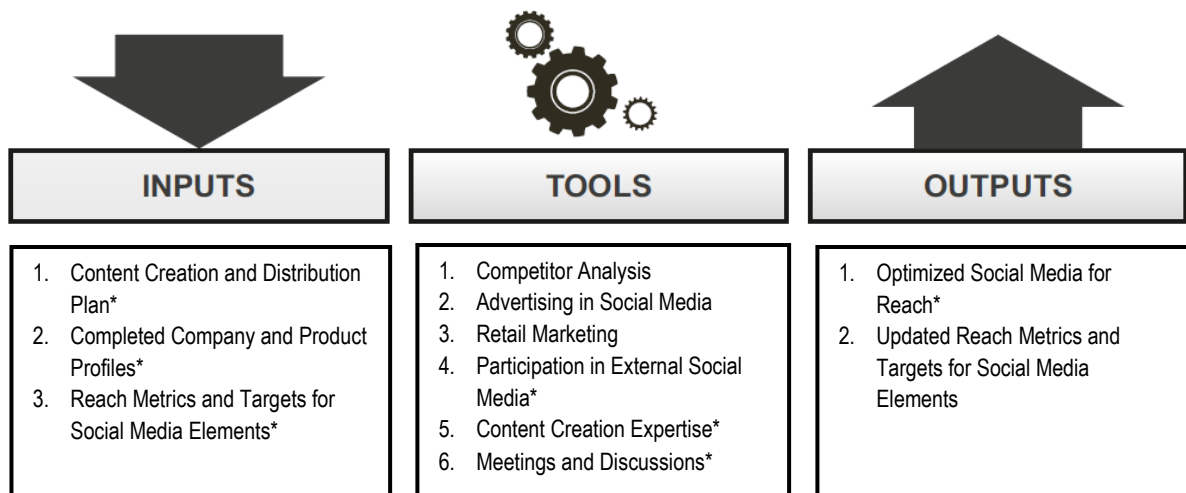 INPUTS
1. Content Creation and Distribution
Plan*
2. Completed Company and Product
Profiles*
3. Reach Metrics and Targets for
Social Media Elements*
TOOLS
1. Competitor Analysis
2. Advertising in Social Media
3. Retail Marketing
4. Participation in External Social
Media*
5. Content Creation Expertise*
6. Meetings and Discussions*
OUTPUTS
1. Optimized Social Media for
Reach*
2. Updated Reach Metrics and
Targets for Social Media
Elements